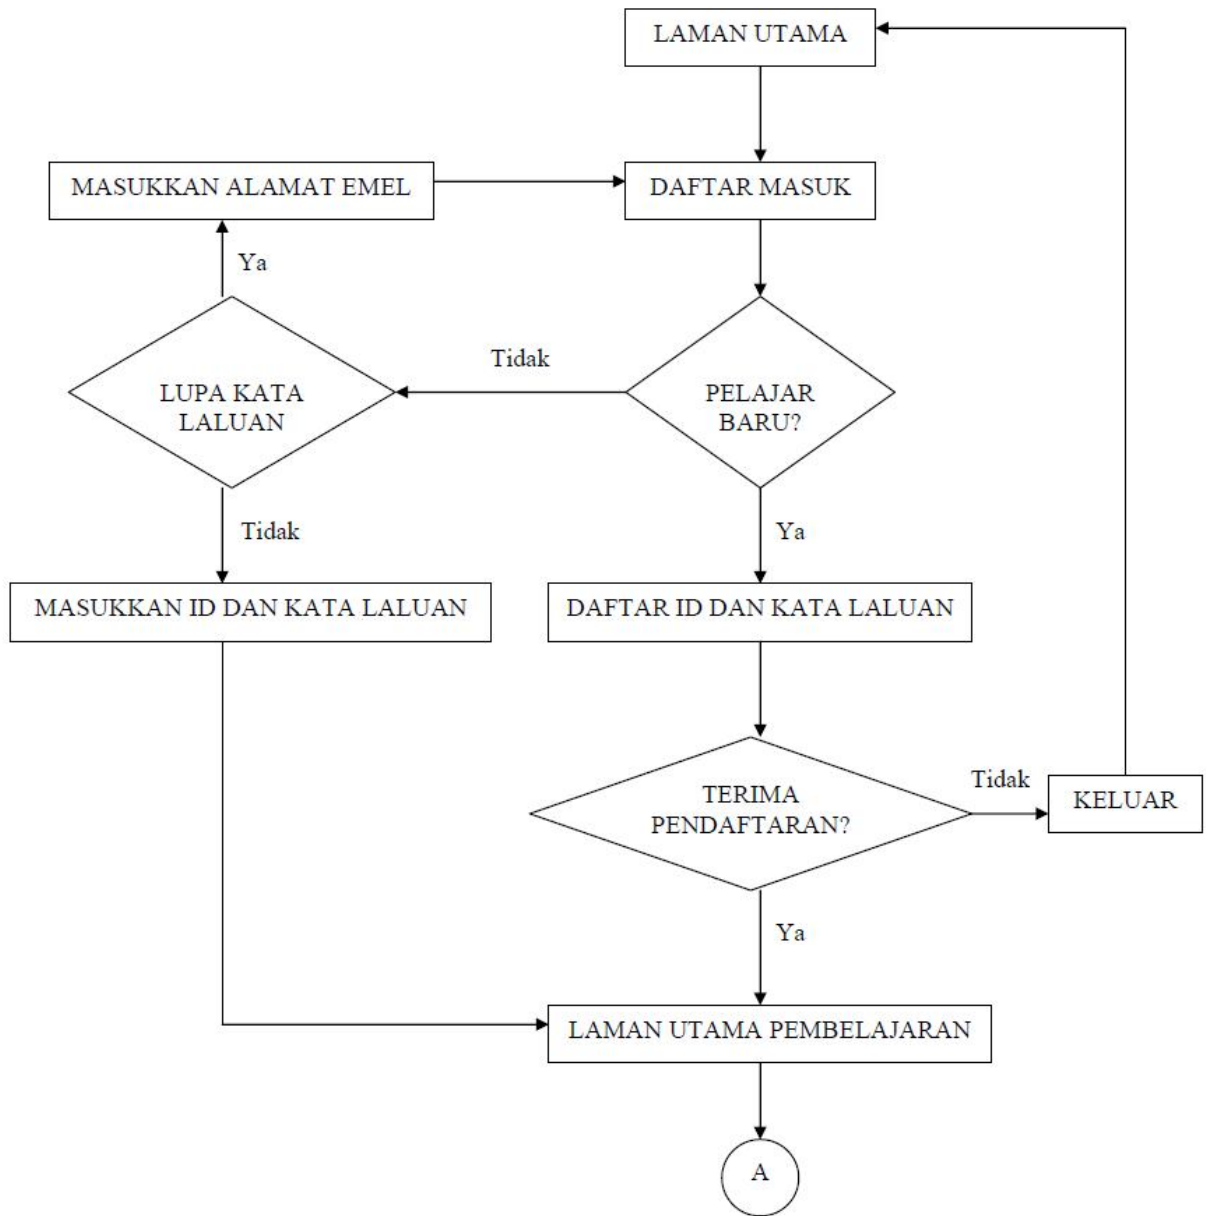 LAMAN UTAMA
MASUKKAN ALAMAT EMEL
DAFTAR MASUK
Ya
Tidak
LUPA KATA
LALUAN
PELAJAR
BARU?
Tidak
Ya
MASUKKAN ID DAN KATA LALUAN
DAFTAR ID DAN KATA LALUAN
TERIMA
PENDAFTARAN?
Tidak
KELUAR
Ya
LAMAN UTAMA PEMBELAJARAN
A